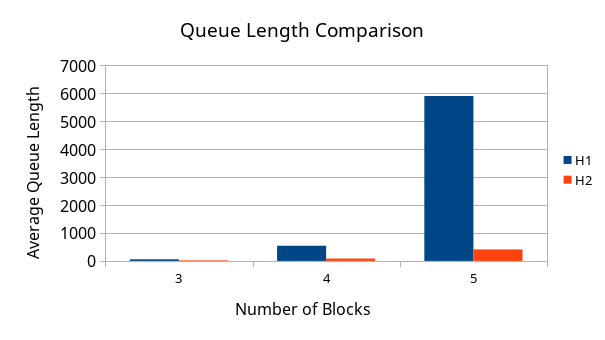 Queue Length Comparison
Average Queue Length
7000
6000
5000
4000
3000
2000
1000
0
3
4
5
Number of Blocks
H1
H2